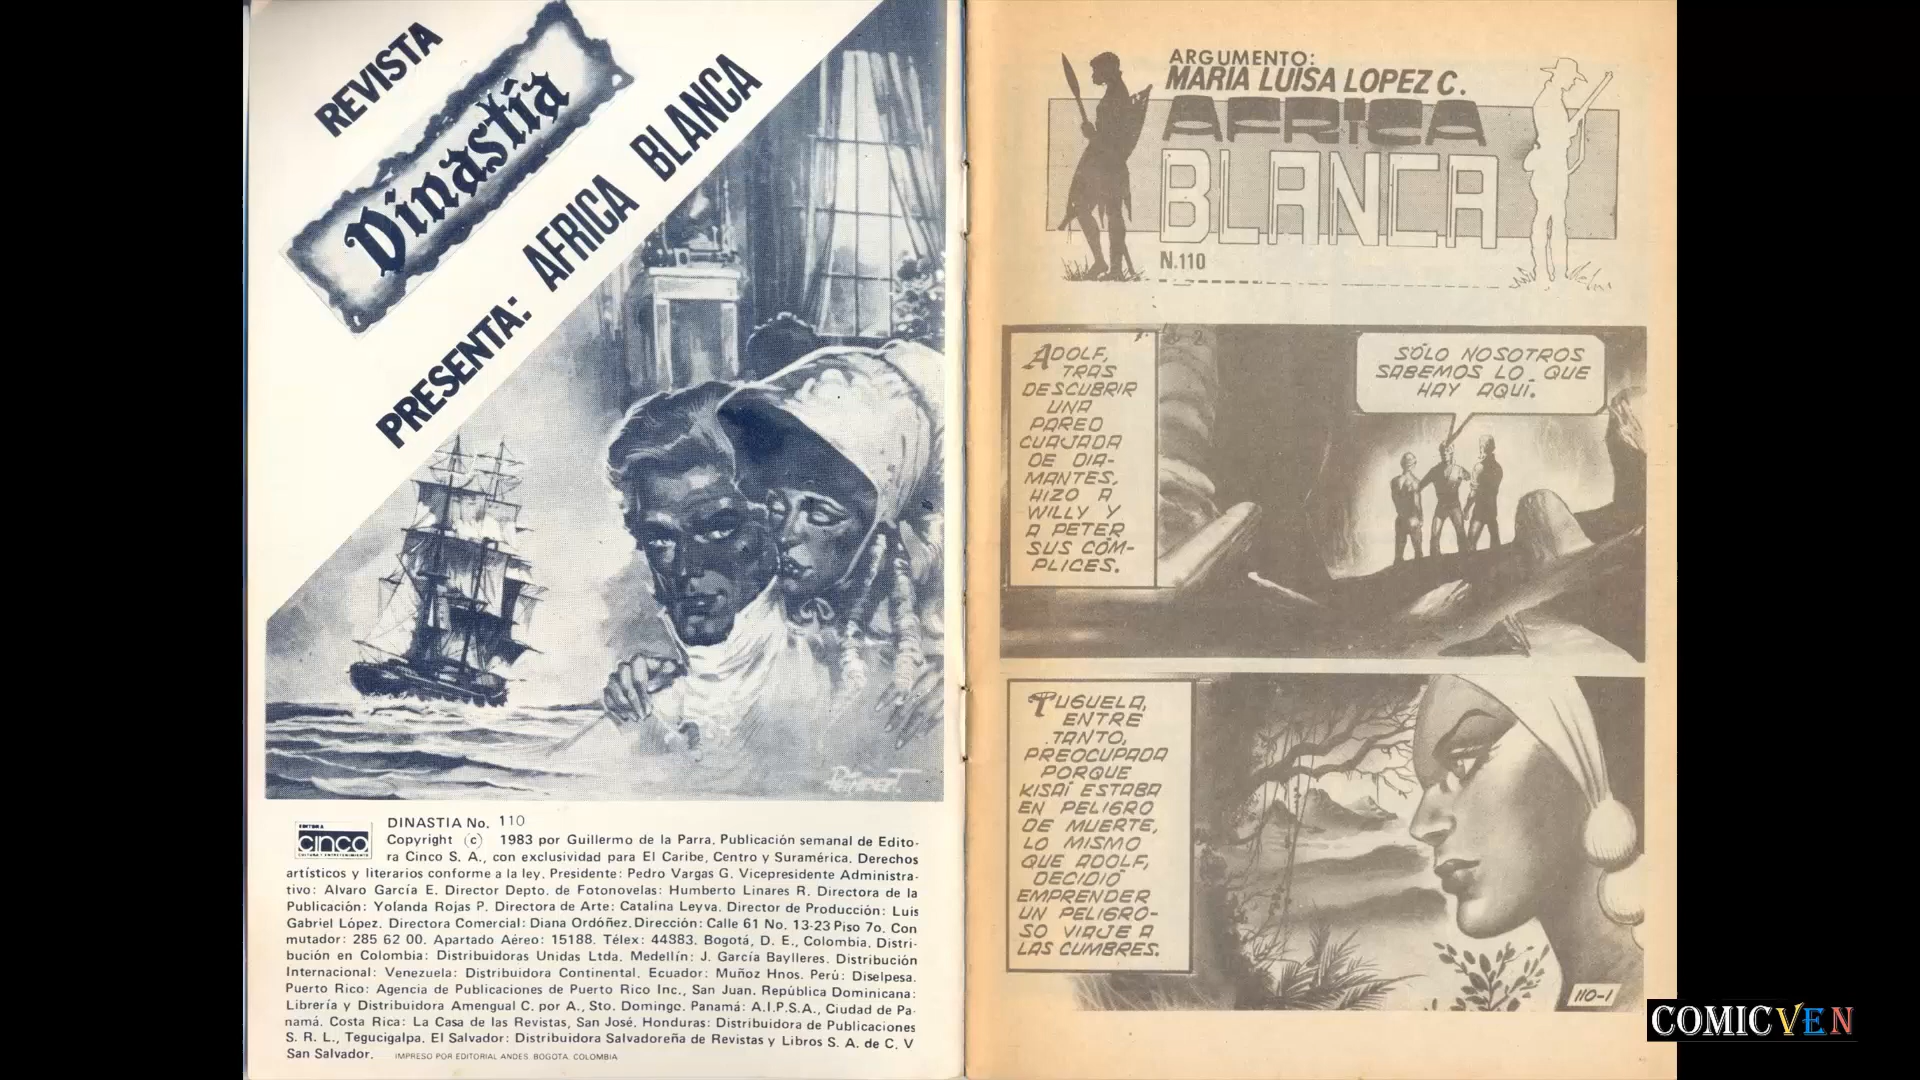 REVISTA
Dinastía
PRESENTA: AFRICA BLANCA
EDITORA
cinco
CULTURA Y ENTRETENIMIENTO
DINASTIA No. 110
Copyright (c) 1983 por Guillermo de la Parra. Publicación semanal de Edito-
ra Cinco S. A., con exclusividad para El Caribe, Centro y Suramérica. Derechos
artísticos y literarios conforme a la ley. Presidente: Pedro Vargas G. Vicepresidente Administra-
tivo: Alvaro García E. Director Depto. de Fotonovelas: Humberto Linares R. Directora de la
Publicación: Yolanda Rojas P. Directora de Arte: Catalina Leyva. Director de Producción: Luis
Gabriel López. Directora Comercial: Diana Ordóñez. Dirección: Calle 61 No. 13-23 Piso 7o. Con
mutador: 285 62 00. Apartado Aéreo: 15188. Télex: 44383. Bogotá, D. E., Colombia. Distri-
bución en Colombia: Distribuidoras Unidas Ltda. Medellín: J. García Baylleres. Distribución
Internacional: Venezuela: Distribuidora Continental. Ecuador: Muñoz Hnos. Perú: Diselpesa.
Puerto Rico: Agencia de Publicaciones de Puerto Rico Inc., San Juan. República Dominicana:
Librería y Distribuidora Amengual C. por A., Sto. Domingo. Panamá: A.I.P.S.A., Ciudad de Pa-
namá. Costa Rica: La Casa de las Revistas, San José. Honduras: Distribuidora de Publicaciones
S. R. L., Tegucigalpa. El Salvador: Distribuidora Salvadoreña de Revistas y Libros S. A. de C. V
San Salvador. IMPRESO POR EDITORIAL ANDES. BOGOTA. COLOMBIA
ARGUMENTO:
MARIA LUISA LOPEZ C.
AFRICA
BLANCA
N.110
ADOLF,
TRAS
DESCUBRIR
UNA
PARED
CUAJADA
DE DIA-
MANTES,
HIZO A
WILLY Y
A PETER
SUS CÓM-
PLICES.
SÓLO NOSOTROS
SABEMOS LO QUE
HAY AQUÍ.
TUGUELA,
ENTRE
TANTO,
PREOCUPADA
PORQUE
KISAÍ ESTABA
EN PELIGRO
DE MUERTE,
LO MISMO
QUE ADOLF,
DECIDIÓ
EMPRENDER
UN PELIGRO-
SO VIAJE A
LAS CUMBRES.
110-1
COMICVEN